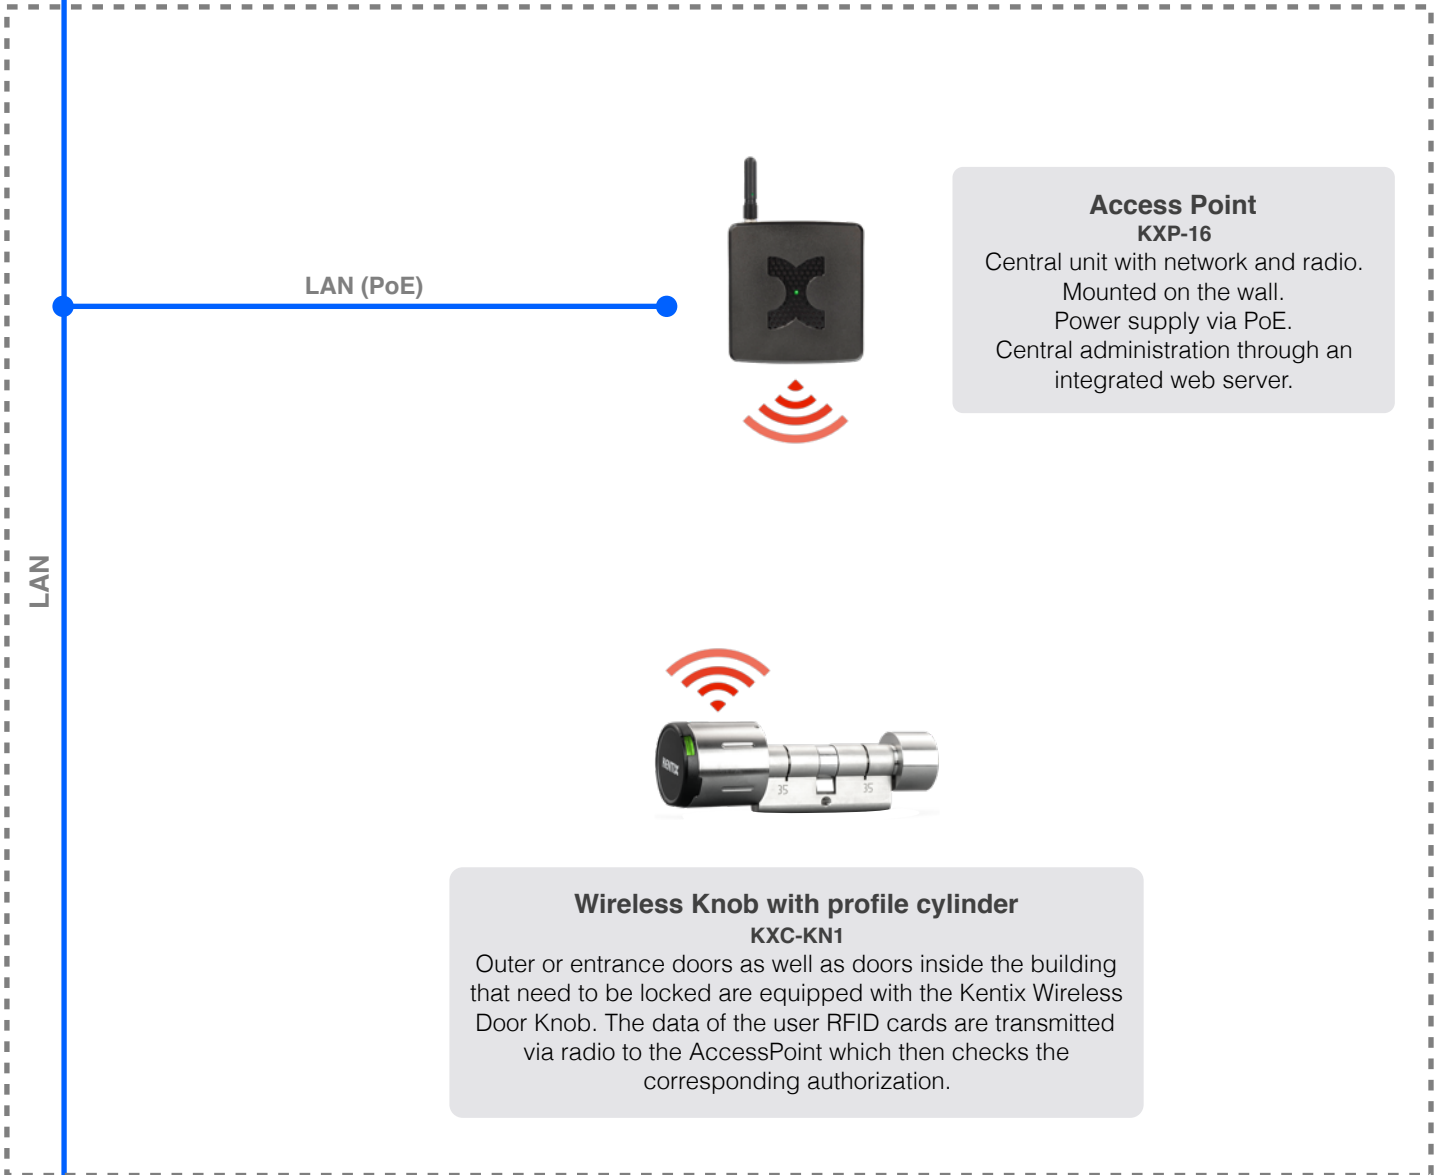 Access Point
KXP-16
Central unit with network and radio.
Mounted on the wall.
Power supply via PoE.
Central administration through an
integrated web server.
LAN (PoE)
LAN
KENTIX
35
35
Wireless Knob with profile cylinder
KXC-KN1
Outer or entrance doors as well as doors inside the building
that need to be locked are equipped with the Kentix Wireless
Door Knob. The data of the user RFID cards are transmitted
via radio to the AccessPoint which then checks the
corresponding authorization.